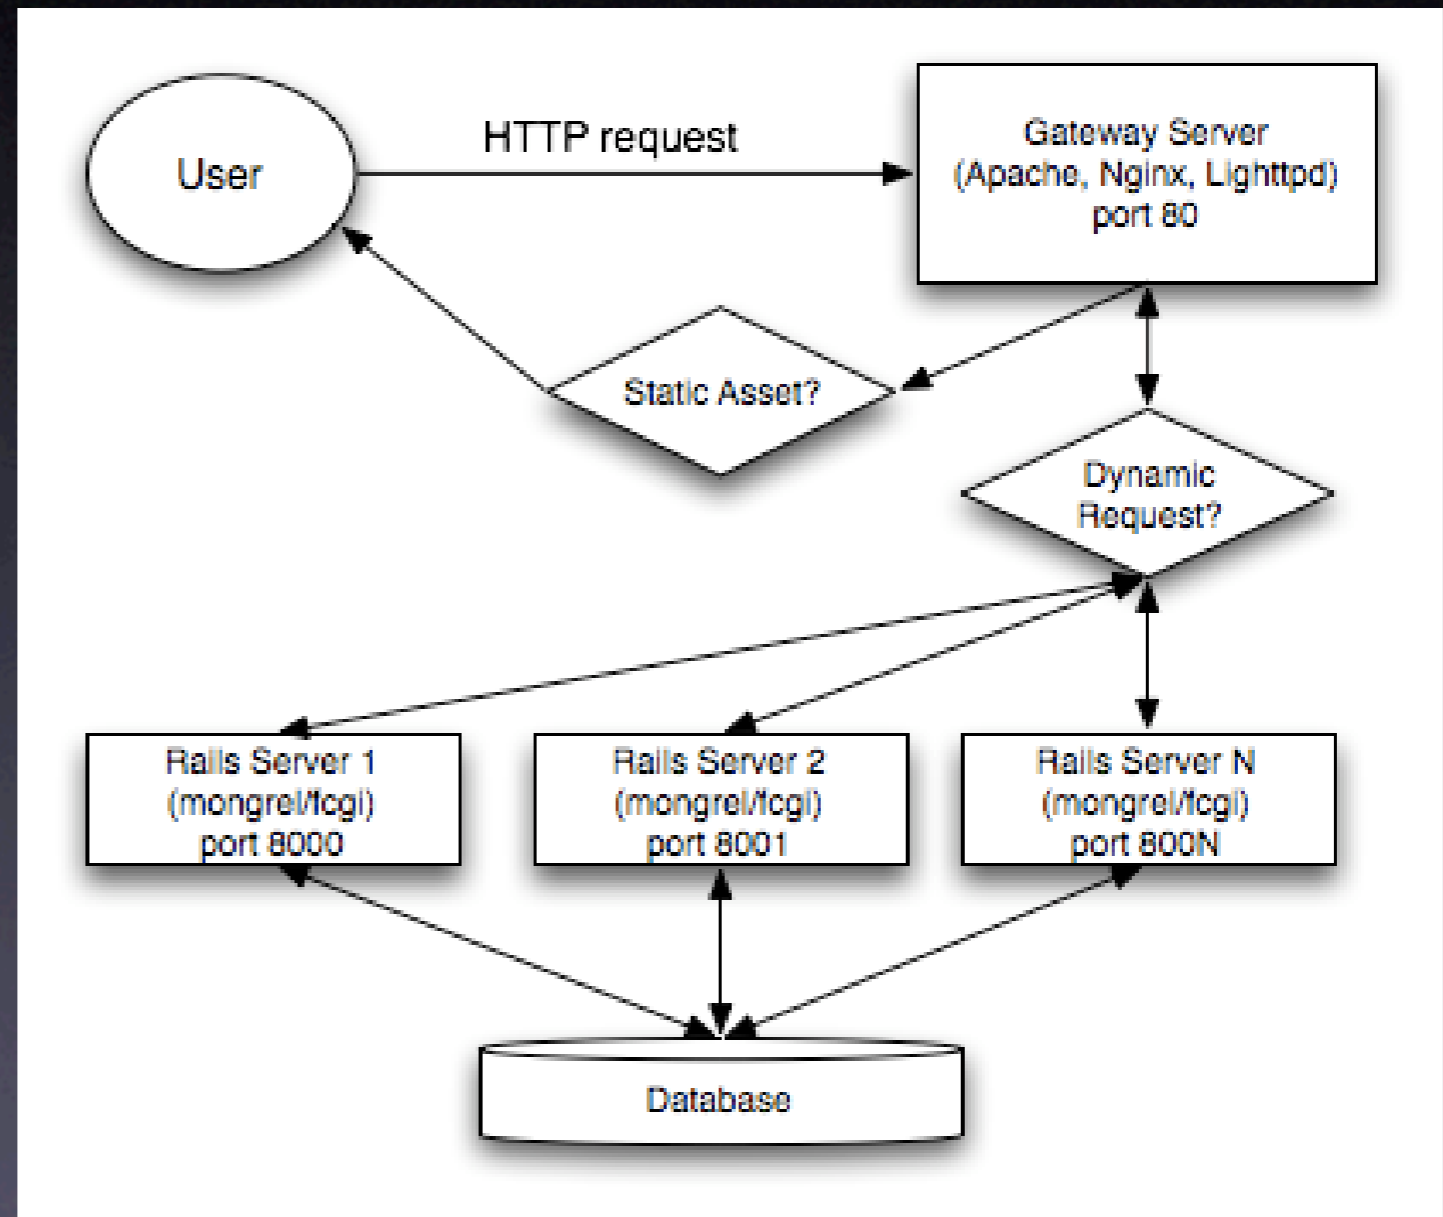 HTTP request
User
Gateway Server
(Apache, Nginx, Lighttpd)
port 80
Static Asset?
Dynamic
Request?
Rails Server 1
(mongrel/fcgi)
port 8000
Rails Server 2
(mongrel/fcgi)
port 8001
Rails Server N
(mongrel/fcgi)
port 800N
Database